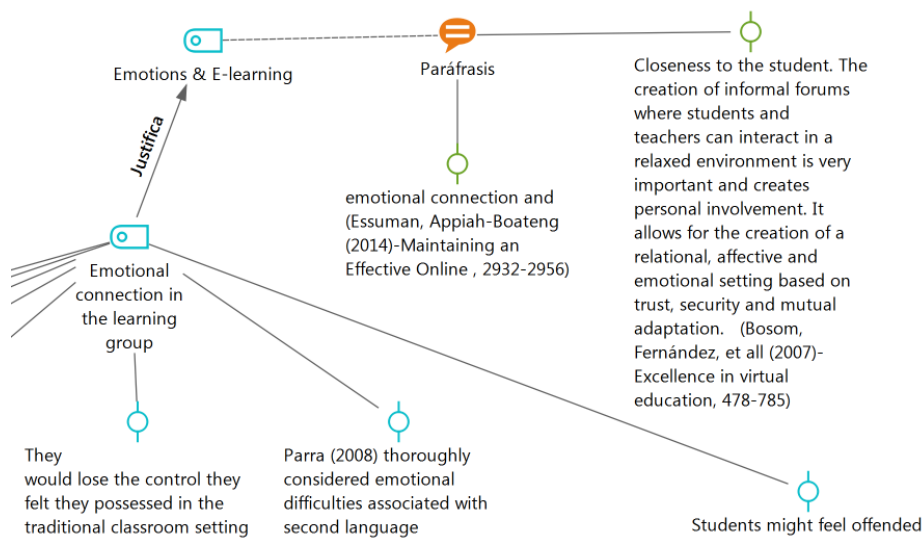 Emotions & E-learning
Paráfrasis
Closeness to the student. The
creation of informal forums
where students and
teachers can interact in a
relaxed environment is very
important and creates
personal involvement. It
allows for the creation of a
relational, affective and
emotional setting based on
trust, security and mutual
adaptation. (Bosom,
Fernández, et all (2007)-
Excellence in virtual
education, 478-785)
Justifica
emotional connection and
(Essuman, Appiah-Boateng
(2014)-Maintaining an
Effective Online , 2932-2956)
Emotional
connection in
the learning
group
They
would lose the control they
felt they possessed in the
traditional classroom setting
Parra (2008) thoroughly
considered emotional
difficulties associated with
second language
Students might feel offended